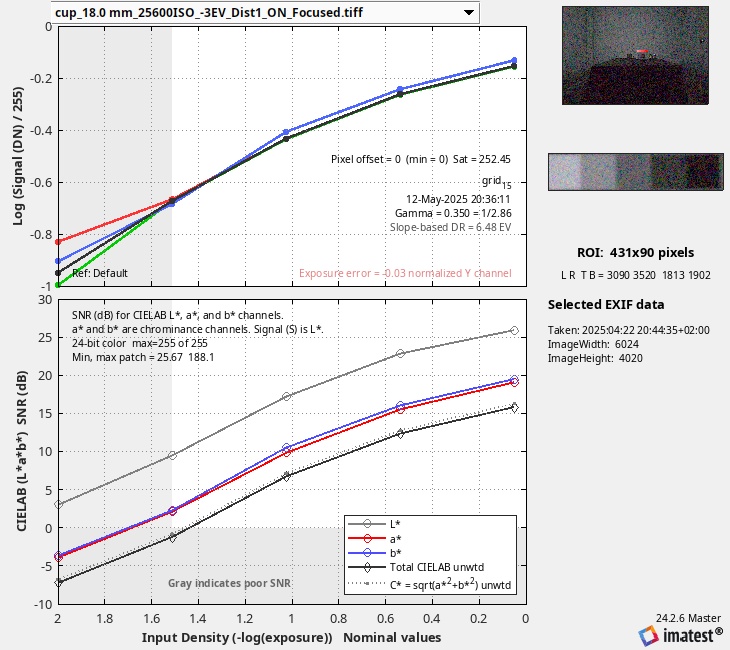 cup_18.0 mm_25600ISO_-3EV_Dist1_ON_Focused.tiff
0
-0.2
-0.4
-0.6
-0.8
-1
Log (Signal (DN) / 255)
Pixel offset = 0 (min = 0) Sat = 252.45
grid_15
12-May-2025 20:36:11
Gamma = 0.350 = 1/2.86
Slope-based DR = 6.48 EV
Ref: Default
Exposure error = -0.03 normalized Y channel
ROI: 431x90 pixels
L R T B = 3090 3520 1813 1902
Selected EXIF data
Taken: 2025:04:22 20:44:35+02:00
ImageWidth: 6024
ImageHeight: 4020
30
25
20
15
10
5
0
-5
-10
CIELAB (L*a*b*) SNR (dB)
SNR (dB) for CIELAB L*, a*, and b* channels.
a* and b* are chrominance channels. Signal (S) is L*.
24-bit color max=255 of 255
Min, max patch = 25.67 188.1
L*
a*
b*
Total CIELAB unwtd
C* = sqrt(a*²+b*²) unwtd
Gray indicates poor SNR
2 1.8 1.6 1.4 1.2 1 0.8 0.6 0.4 0.2 0
Input Density (-log(exposure)) Nominal values
24.2.6 Master
imatest®